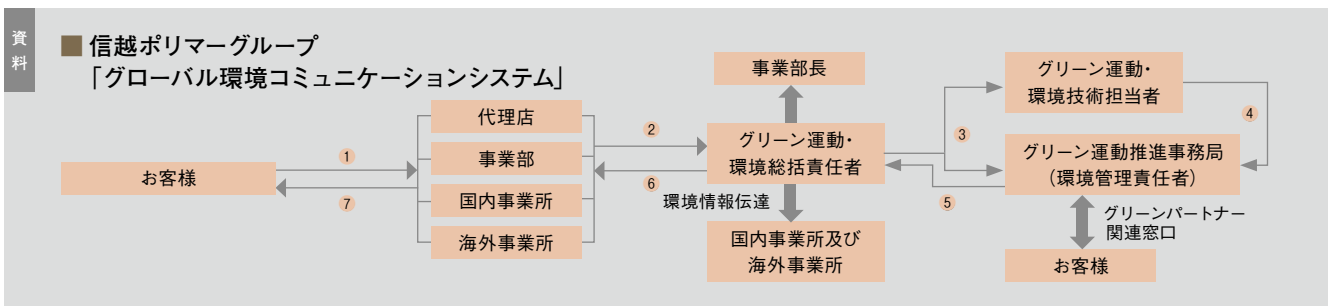 資料
■ 信越ポリマーグループ
「グローバル環境コミュニケーションシステム」
お客様
1
7
代理店
事業部
国内事業所
海外事業所
2
6
環境情報伝達
事業部長
グリーン運動・
環境総括責任者
国内事業所及び
海外事業所
3
5
グリーン運動・
環境技術担当者
4
グリーン運動推進事務局
（環境管理責任者）
グリーンパートナー
関連窓口
お客様